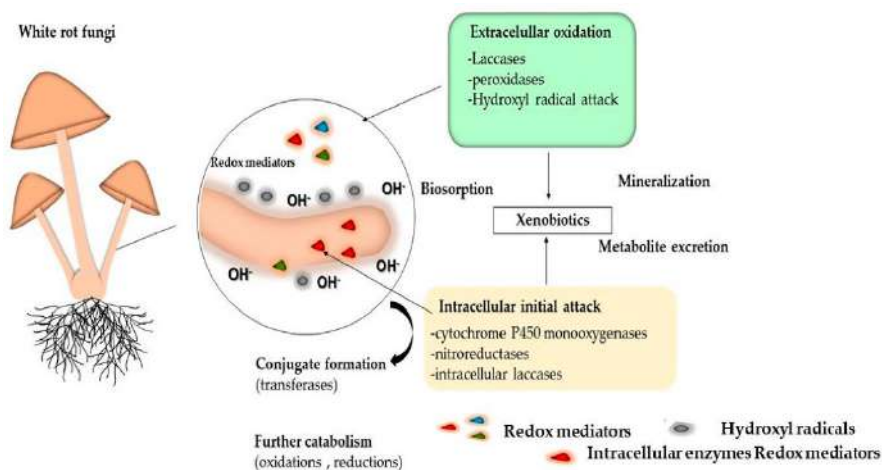 White rot fungi
Extracelullar oxidation
-Laccases
-peroxidases
-Hydroxyl radical attack
Redox mediators
OH-
OH-
OH-
Biosorption
Mineralization
Xenobiotics
Metabolite excretion
OH-
OH-
OH-
Intracellular initial attack
-cytochrome P450 monooxygenases
-nitroreductases
-intracellular laccases
Conjugate formation
(transferases)
Further catabolism
(oxidations , reductions)
Redox mediators
Hydroxyl radicals
Intracellular enzymes Redox mediators